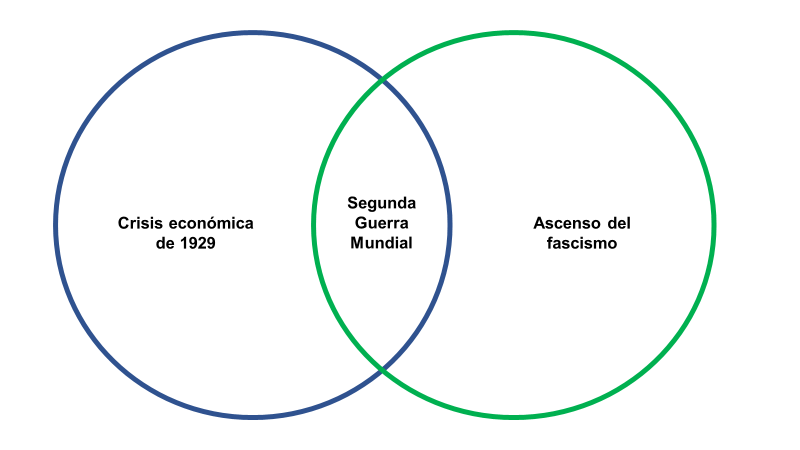 Crisis económica
de 1929
Segunda
Guerra
Mundial
Ascenso del
fascismo